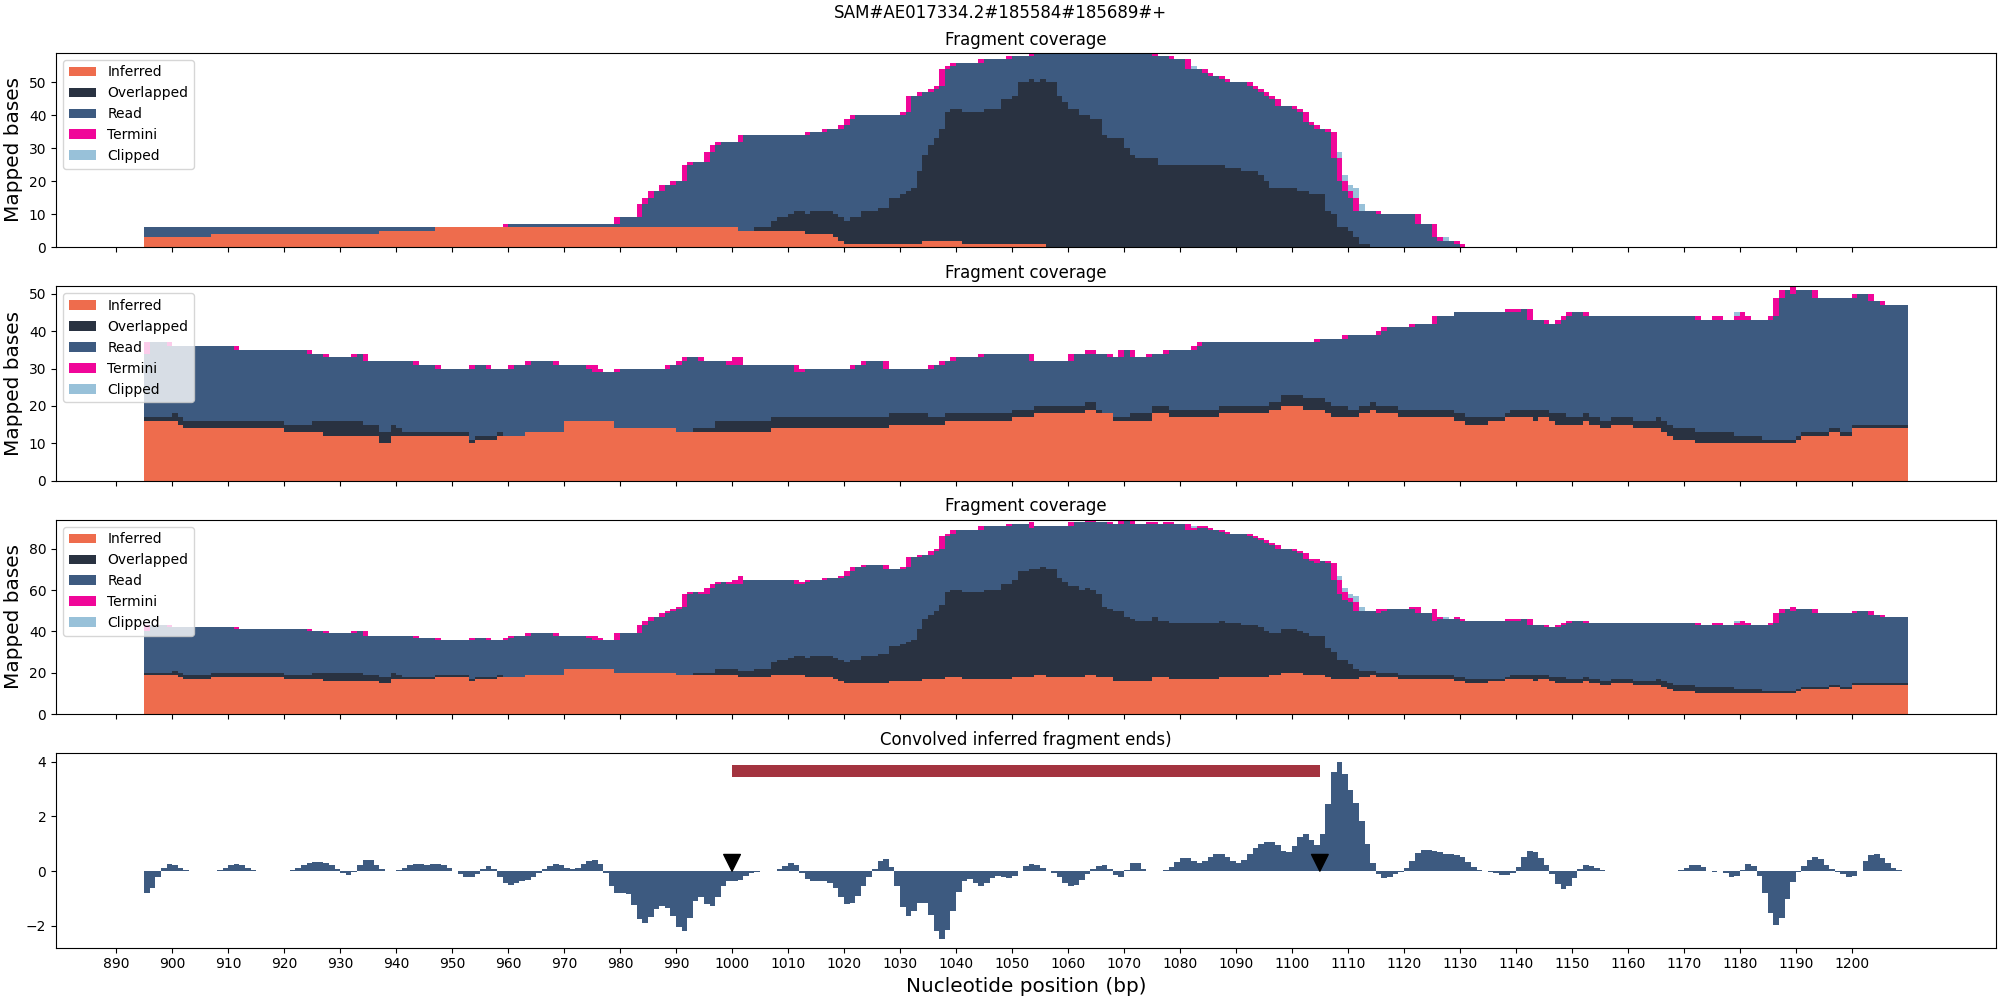 SAM#AE017334.2#185584#185689#+
Fragment coverage
Mapped bases
50
40
30
20
10
0
Inferred
Overlapped
Read
Termini
Clipped
Fragment coverage
Mapped bases
50
40
30
20
10
0
Inferred
Overlapped
Read
Termini
Clipped
Fragment coverage
Mapped bases
80
60
40
20
0
Inferred
Overlapped
Read
Termini
Clipped
Convolved inferred fragment ends)
4
2
0
−2
890 900 910 920 930 940 950 960 970 980 990 1000 1010 1020 1030 1040 1050 1060 1070 1080 1090 1100 1110 1120 1130 1140 1150 1160 1170 1180 1190 1200
Nucleotide position (bp)